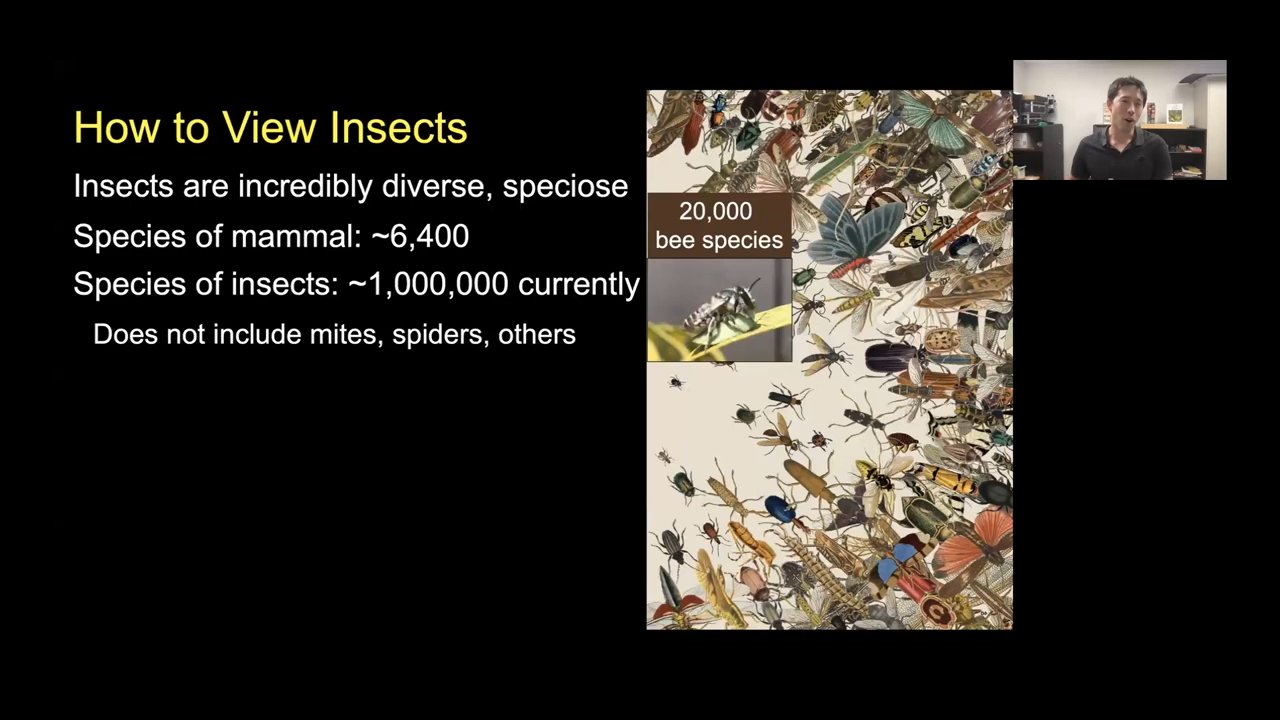 How to View Insects
Insects are incredibly diverse, speciose
Species of mammal: ~6,400
Species of insects: ~1,000,000 currently
Does not include mites, spiders, others
20,000
bee species